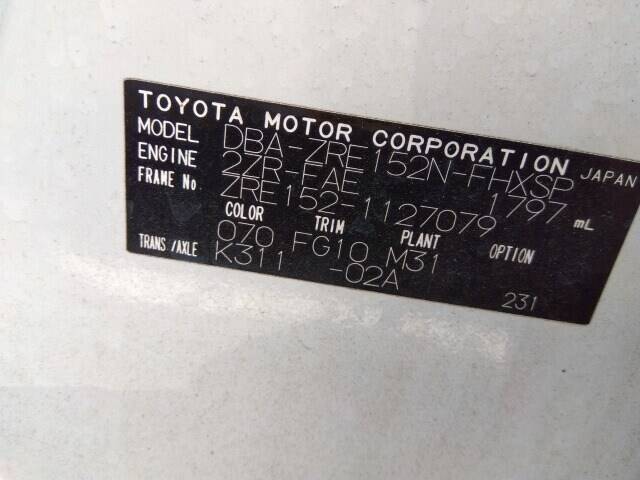 TOYOTA MOTOR CORPORATION JAPAN
MODEL DBA-ZRE152N-FHXSP
ENGINE 2ZR-FAE 1797 mL
FRAME No ZRE152-1127079
COLOR TRIM PLANT OPTION
070 FG10 M31
TRANS/AXLE K311 -02A
231